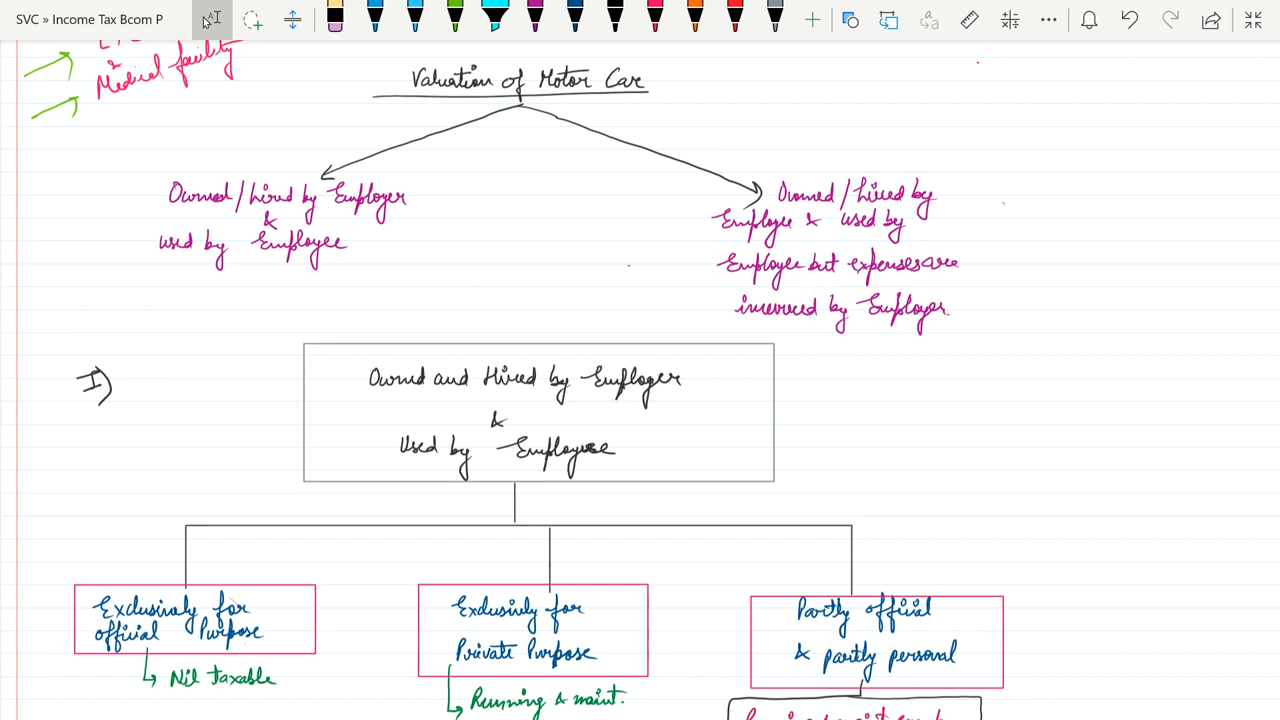 SVC » Income Tax Bcom P
&
Medical facility
Valuation of Motor Car
Owned/hired by Employer
&
used by Employee
Owned/hired by
Employee & used by
Employee but expenses are
incurred by Employer.
I)
Owned and Hired by Employer
&
Used by Employee
Exclusively for
official Purpose
Nil taxable
Exclusively for
Private Purpose
Running & maint.
Partly official
& partly personal